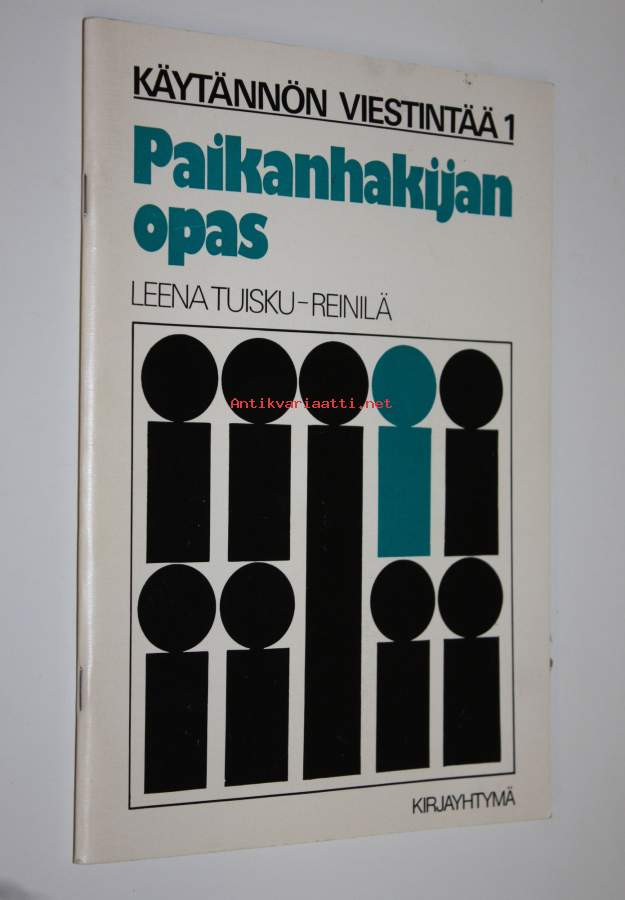 KÄYTÄNNÖN VIESTINTÄÄ 1
Paikanhakijan
opas
LEENA TUISKU-REINILÄ
Antikvariaatti.net
KIRJAYHTYMÄ